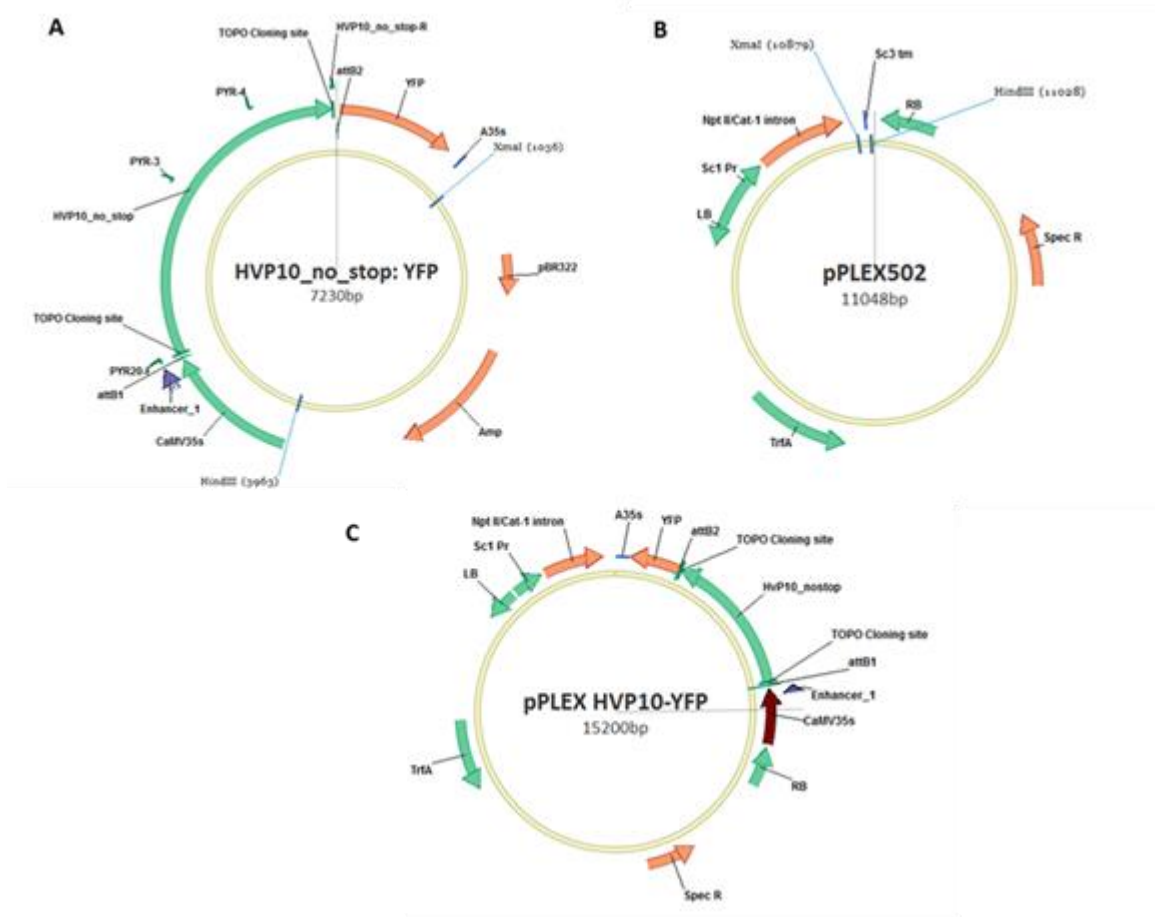 A
TOPO Cloning site
HVP10_no_stop-R
attB2
YFP
PYR-4
A35s
XmaI (1036)
PYR-3
HVP10_no_stop
HVP10_no_stop: YFP
7230bp
pBR322
TOPO Cloning site
PYR20-f
attB1
Enhancer_1
CaMV35s
Amp
HindIII (3963)
B
XmaI (10879)
Sc3 tm
HindIII (11028)
RB
Npt II/Cat-1 intron
Sc1 Pr
LB
Spec R
pPLEX502
11048bp
TrfA
C
Npt II/Cat-1 intron
A35s
YFP
attB2
TOPO Cloning site
Sc1 Pr
LB
HvP10_nostop
TOPO Cloning site
attB1
Enhancer_1
CaMV35s
pPLEX HVP10-YFP
15200bp
TrfA
RB
Spec R